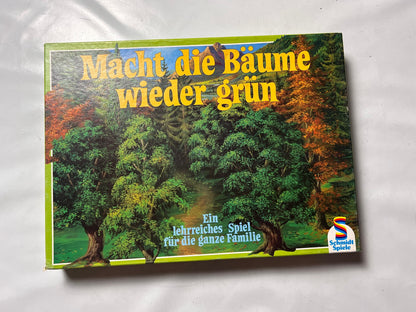 Macht die Bäume
wieder grün
Ein
lehrreiches Spiel
für die ganze Familie
Schmidt
Spiele